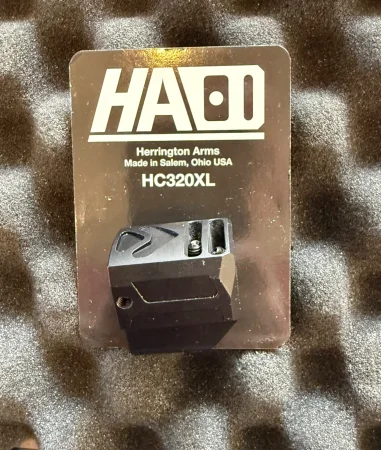 HA
Herrington Arms
Made in Salem, Ohio USA
HC320XL